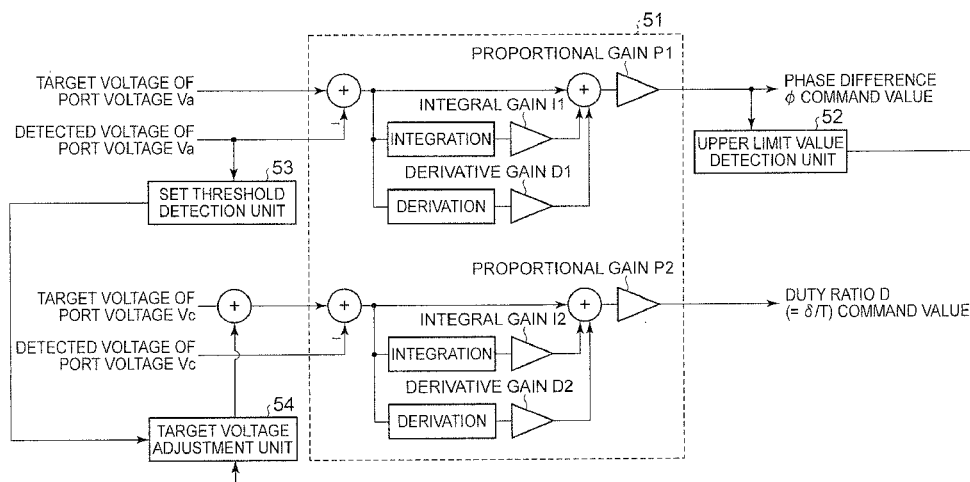 51
PROPORTIONAL GAIN P1
TARGET VOLTAGE OF
PORT VOLTAGE Va
+
+
PHASE DIFFERENCE
ϕ COMMAND VALUE
INTEGRAL GAIN I1
DETECTED VOLTAGE OF
PORT VOLTAGE Va
−
INTEGRATION
52
UPPER LIMIT VALUE
DETECTION UNIT
53
SET THRESHOLD
DETECTION UNIT
DERIVATIVE GAIN D1
DERIVATION
PROPORTIONAL GAIN P2
TARGET VOLTAGE OF
PORT VOLTAGE Vc
+
+
+
DUTY RATIO D
(= δ/T) COMMAND VALUE
INTEGRAL GAIN I2
DETECTED VOLTAGE OF
PORT VOLTAGE Vc
−
INTEGRATION
DERIVATIVE GAIN D2
54
TARGET VOLTAGE
ADJUSTMENT UNIT
DERIVATION